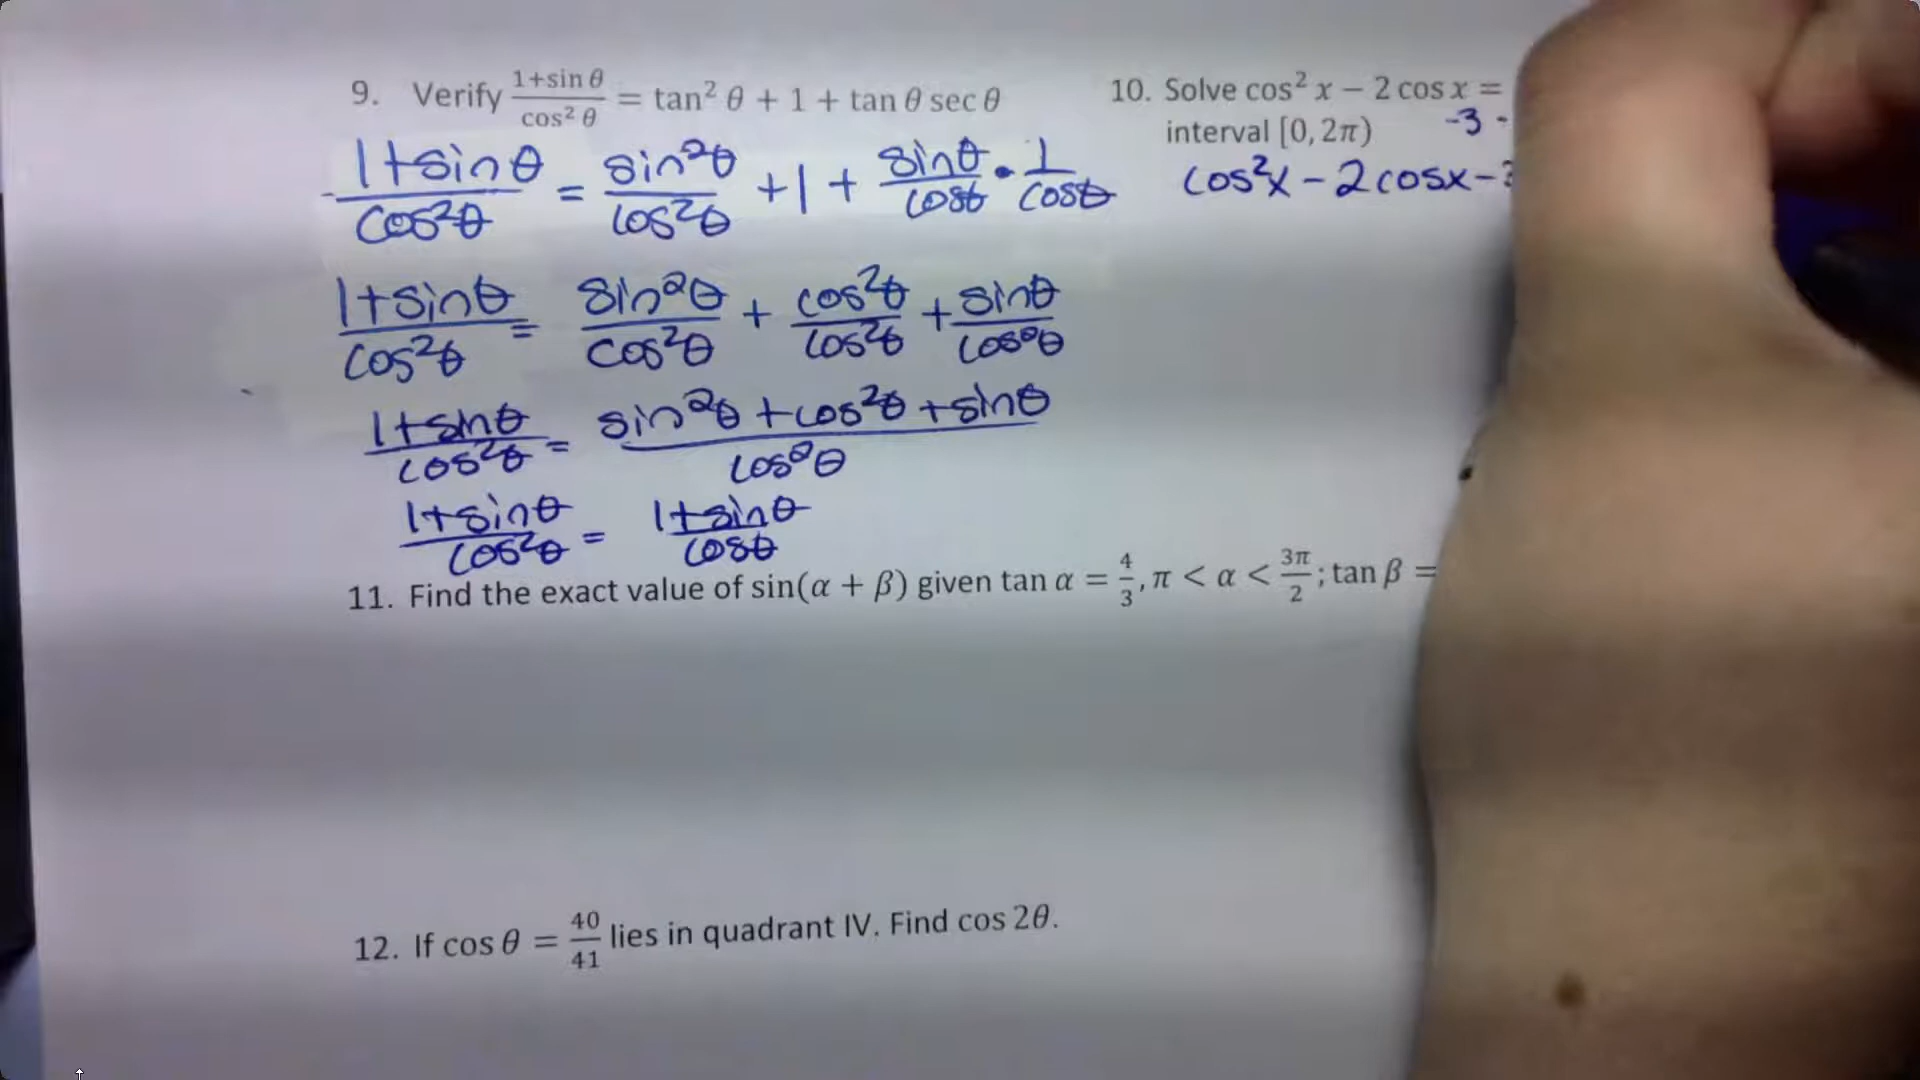 9. Verify (1+sin θ)/(cos² θ) = tan² θ + 1 + tan θ sec θ
(1+sinθ)/(cos²θ) = (sin²θ)/(cos²θ) + 1 + (sinθ)/(cosθ) • 1/(cosθ)
(1+sinθ)/(cos²θ) = (sin²θ)/(cos²θ) + (cos²θ)/(cos²θ) + (sinθ)/(cos²θ)
(1+sinθ)/(cos²θ) = (sin²θ + cos²θ + sinθ)/(cos²θ)
(1+sinθ)/(cos²θ) = (1+sinθ)/(cosθ)
10. Solve cos² x − 2 cos x =
interval [0, 2π)
-3 -
cos²x − 2cosx −
11. Find the exact value of sin(α + β) given tan α = 4/3, π < α < 3π/2; tan β =
12. If cos θ = 40/41 lies in quadrant IV. Find cos 2θ.